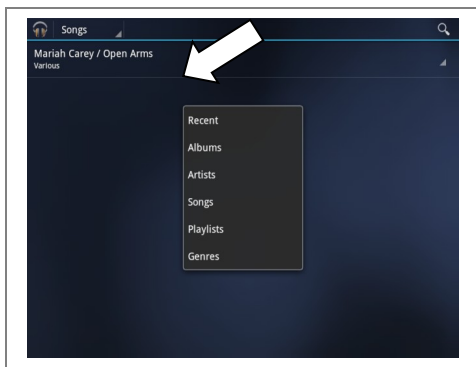 Songs
Mariah Carey / Open Arms
Various
Recent
Albums
Artists
Songs
Playlists
Genres